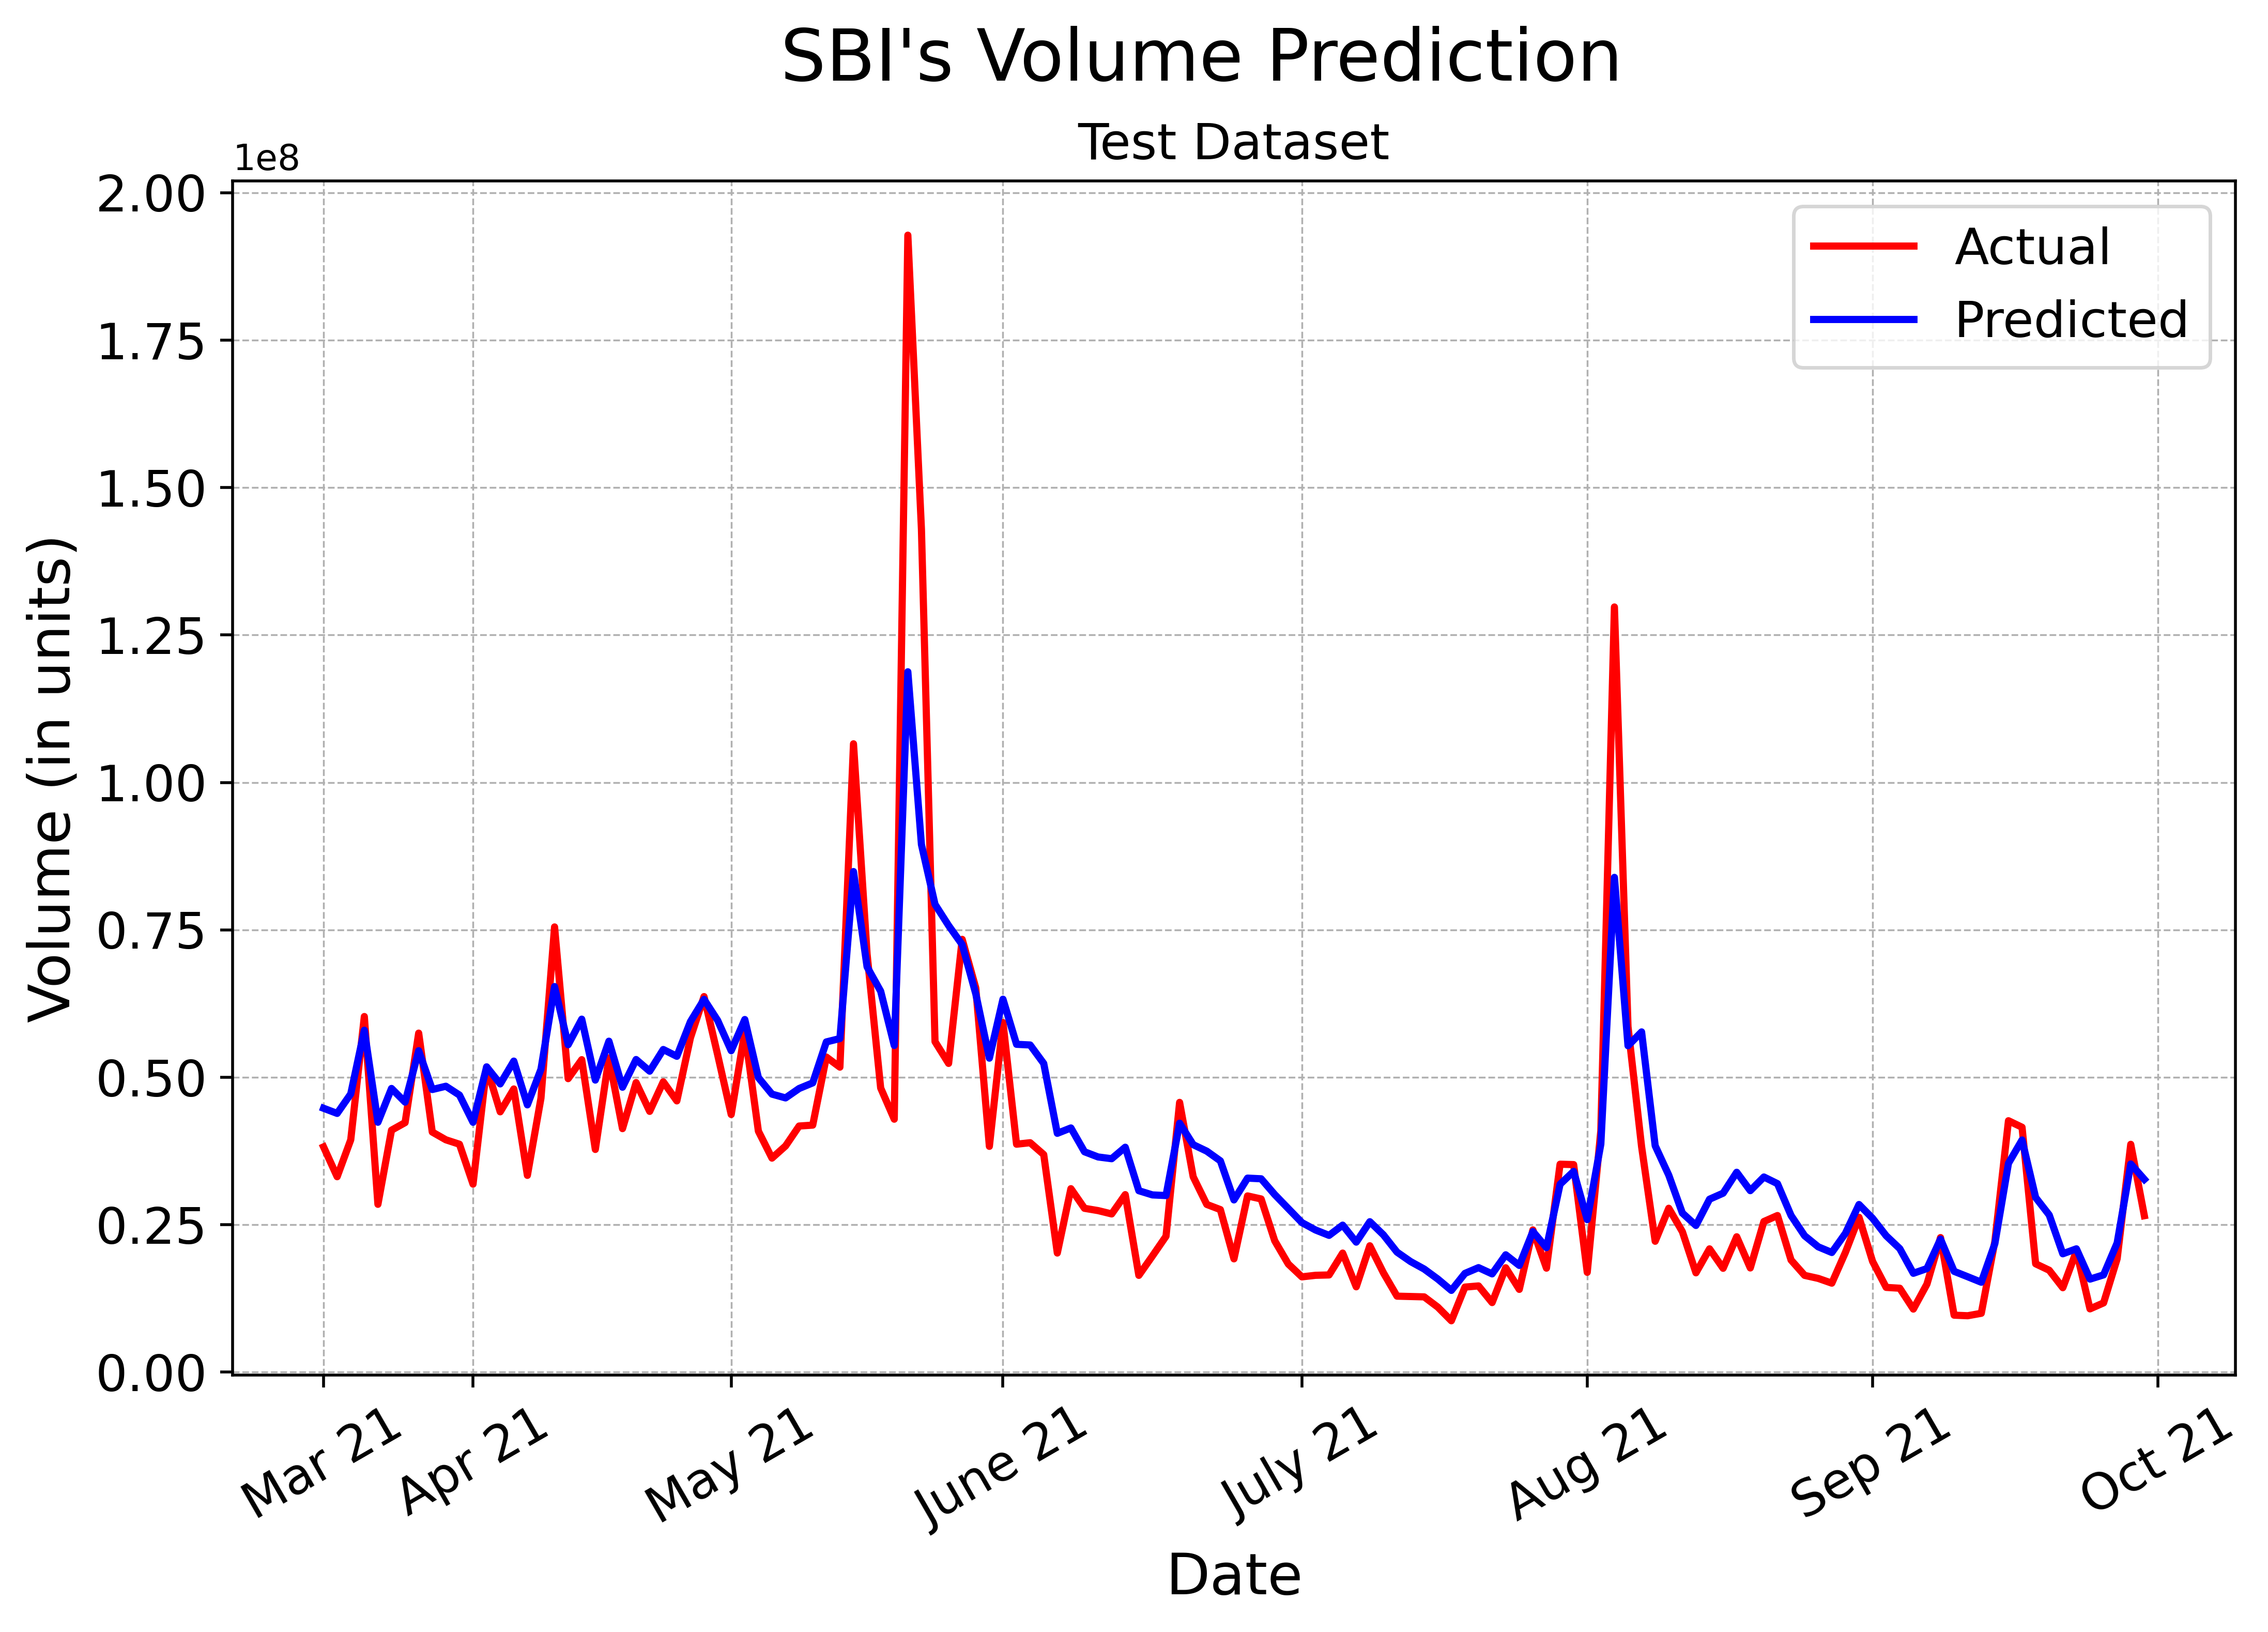 SBI's Volume Prediction
Test Dataset
1e8
2.00
1.75
1.50
1.25
1.00
0.75
0.50
0.25
0.00
Volume (in units)
Actual
Predicted
Mar 21
Apr 21
May 21
June 21
July 21
Aug 21
Sep 21
Oct 21
Date